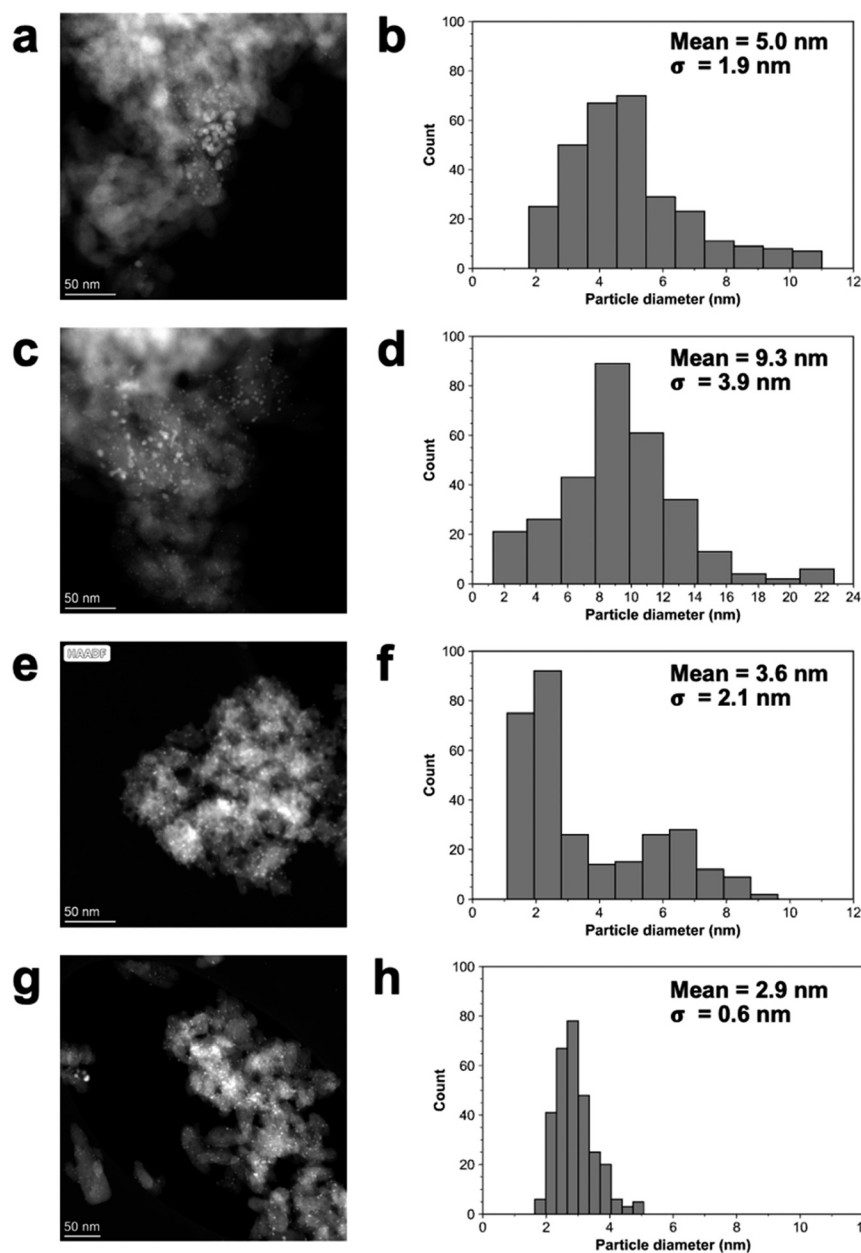 a
50 nm
b
Mean = 5.0 nm
σ = 1.9 nm
100
80
60
40
20
0
Count
0 2 4 6 8 10 12
Particle diameter (nm)
c
50 nm
d
Mean = 9.3 nm
σ = 3.9 nm
100
80
60
40
20
0
Count
0 2 4 6 8 10 12 14 16 18 20 22 24
Particle diameter (nm)
e
HAADF
50 nm
f
Mean = 3.6 nm
σ = 2.1 nm
100
80
60
40
20
0
Count
0 2 4 6 8 10 12
Particle diameter (nm)
g
50 nm
h
Mean = 2.9 nm
σ = 0.6 nm
100
80
60
40
20
0
Count
0 2 4 6 8 10 12
Particle diameter (nm)